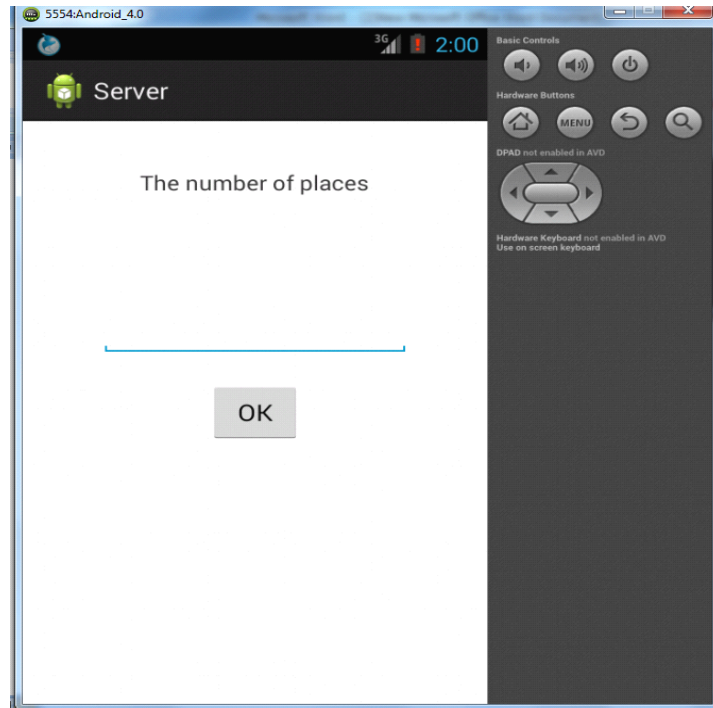 5554:Android_4.0
3G 2:00
Server
The number of places
OK
Basic Controls
Hardware Buttons
MENU
DPAD not enabled in AVD
Hardware Keyboard not enabled in AVD
Use on screen keyboard